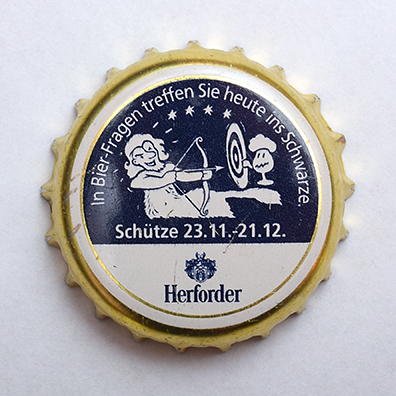 In Bier-Fragen treffen Sie heute ins Schwarze.
Schütze 23.11.-21.12.
Herforder